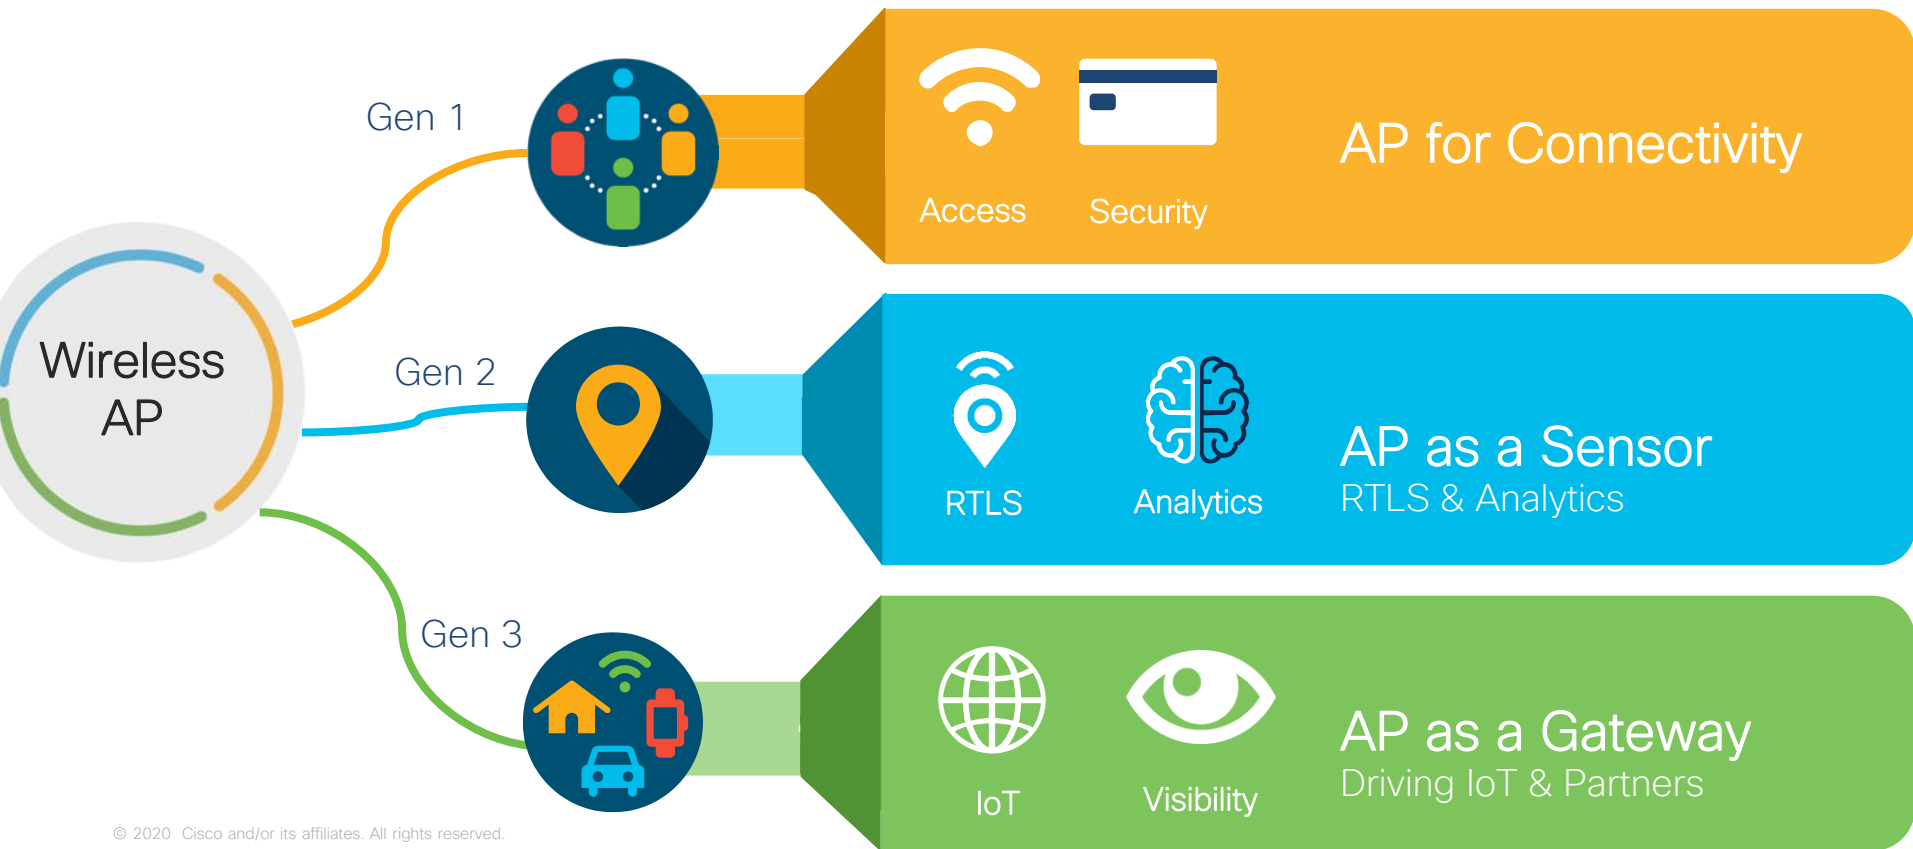 Wireless
AP
Gen 1
Access
Security
AP for Connectivity
Gen 2
RTLS
Analytics
AP as a Sensor
RTLS & Analytics
Gen 3
IoT
Visibility
AP as a Gateway
Driving IoT & Partners
© 2020 Cisco and/or its affiliates. All rights reserved.